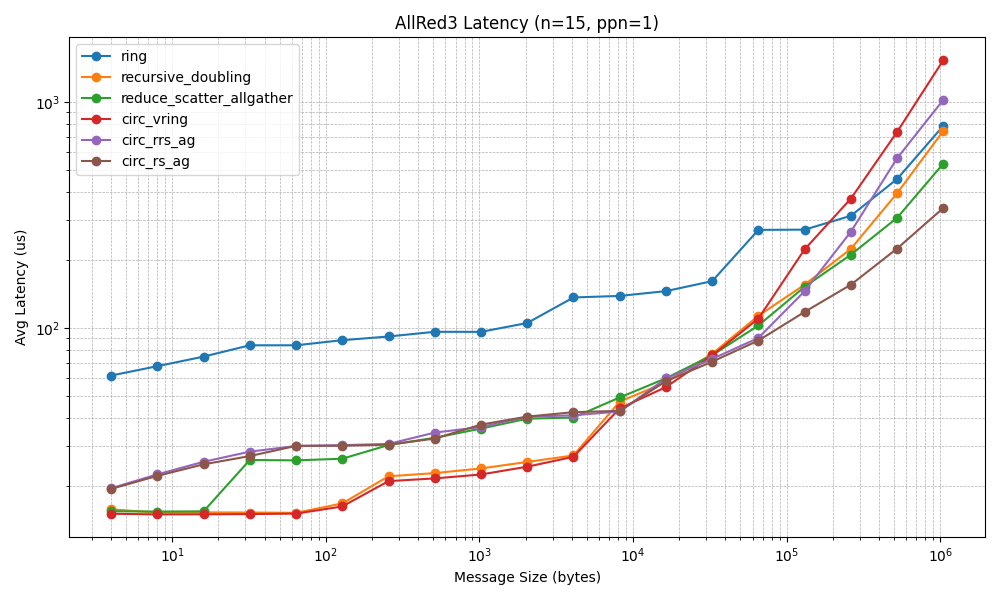 AllRed3 Latency (n=15, ppn=1)
ring
recursive_doubling
reduce_scatter_allgather
circ_vring
circ_rrs_ag
circ_rs_ag
Avg Latency (us)
10³
10²
10¹ 10² 10³ 10⁴ 10⁵ 10⁶
Message Size (bytes)